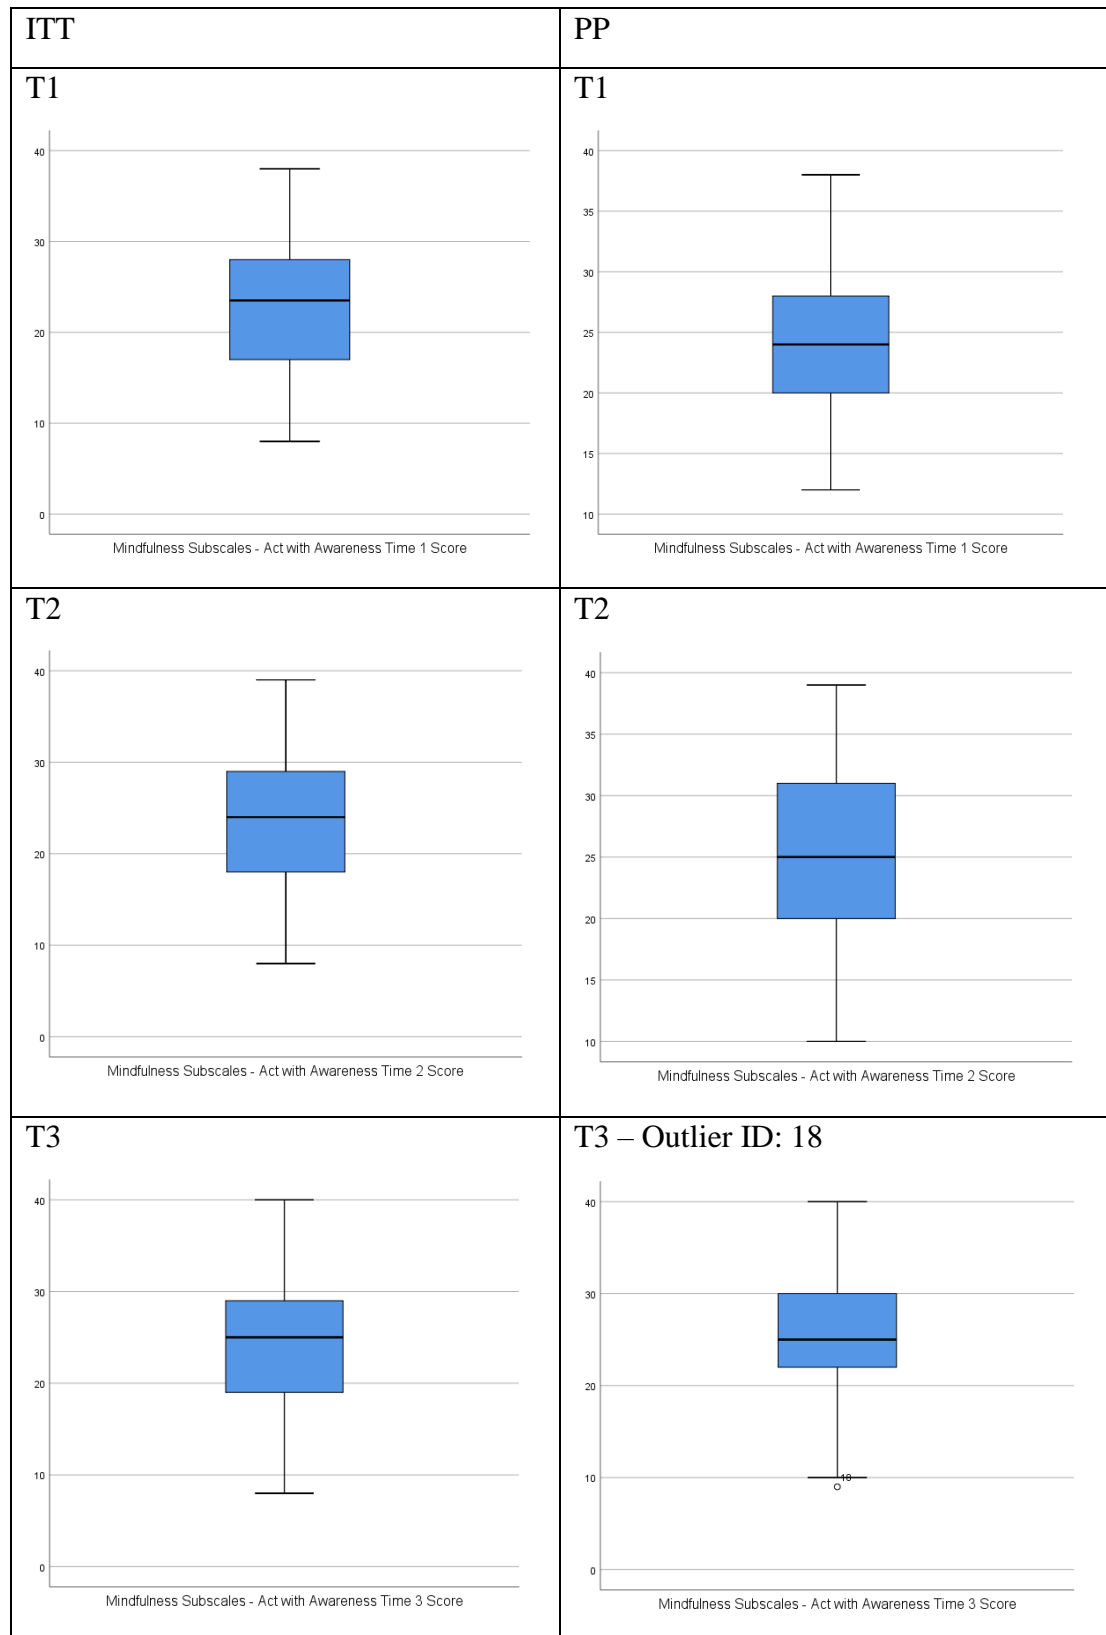 ITT
PP
T1
40
30
20
10
0
Mindfulness Subscales - Act with Awareness Time 1 Score
T1
40
35
30
25
20
15
10
Mindfulness Subscales - Act with Awareness Time 1 Score
T2
40
30
20
10
0
Mindfulness Subscales - Act with Awareness Time 2 Score
T2
40
35
30
25
20
15
10
Mindfulness Subscales - Act with Awareness Time 2 Score
T3
40
30
20
10
0
Mindfulness Subscales - Act with Awareness Time 3 Score
T3 – Outlier ID: 18
40
30
20
10
18
0
Mindfulness Subscales - Act with Awareness Time 3 Score